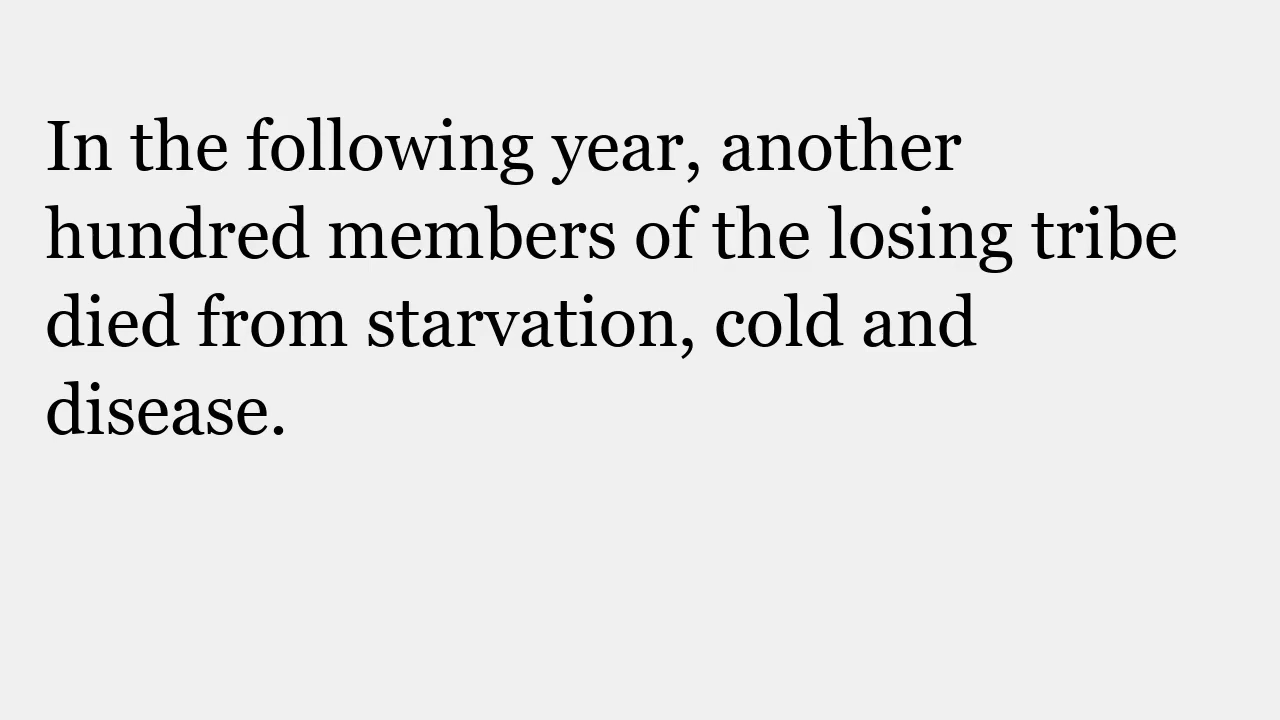 In the following year, another
hundred members of the losing tribe
died from starvation, cold and
disease.